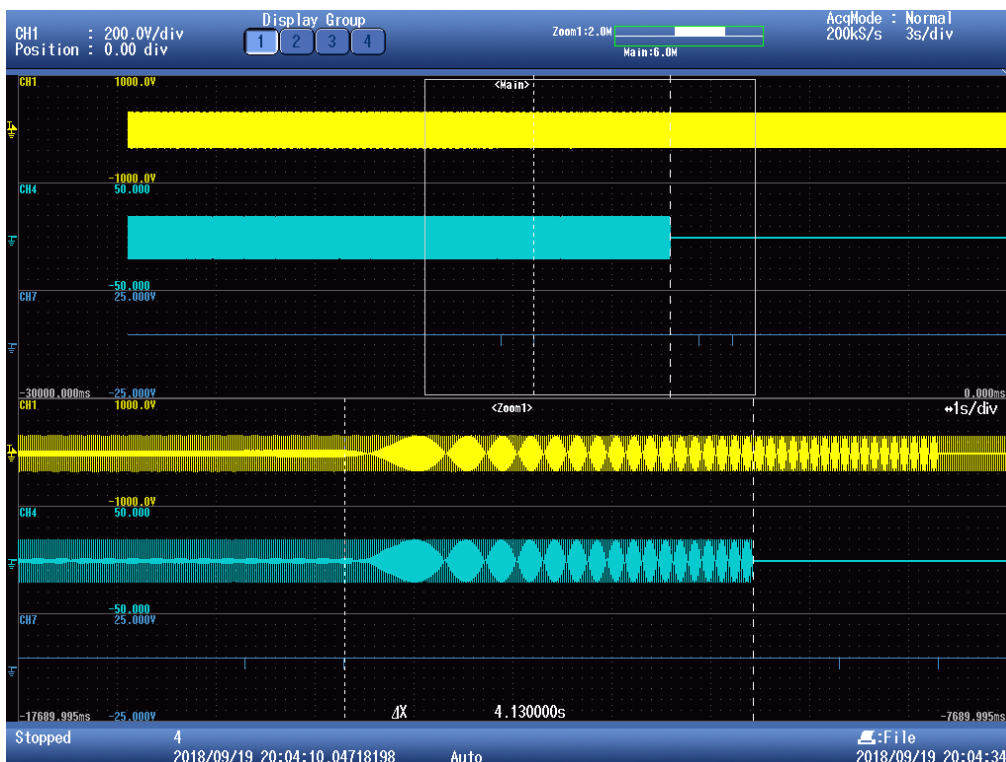 CH1 : 200.0V/div
Position : 0.00 div
Display Group
1 2 3 4
Zoom1:2.0M
Main:6.0M
AcqMode : Normal
200kS/s 3s/div
CH1 1000.0V
<Main>
-1000.0V
CH4 50.000
-50.000
CH7 25.000V
-30000.000ms -25.000V 0.000ms
CH1 1000.0V
<Zoom1>
↔1s/div
-1000.0V
CH4 50.000
-50.000
CH7 25.000V
ΔX 4.130000s
-17689.995ms -25.000V -7689.995ms
Stopped 4
2018/09/19 20:04:10.04718198 Auto
:File
2018/09/19 20:04:34